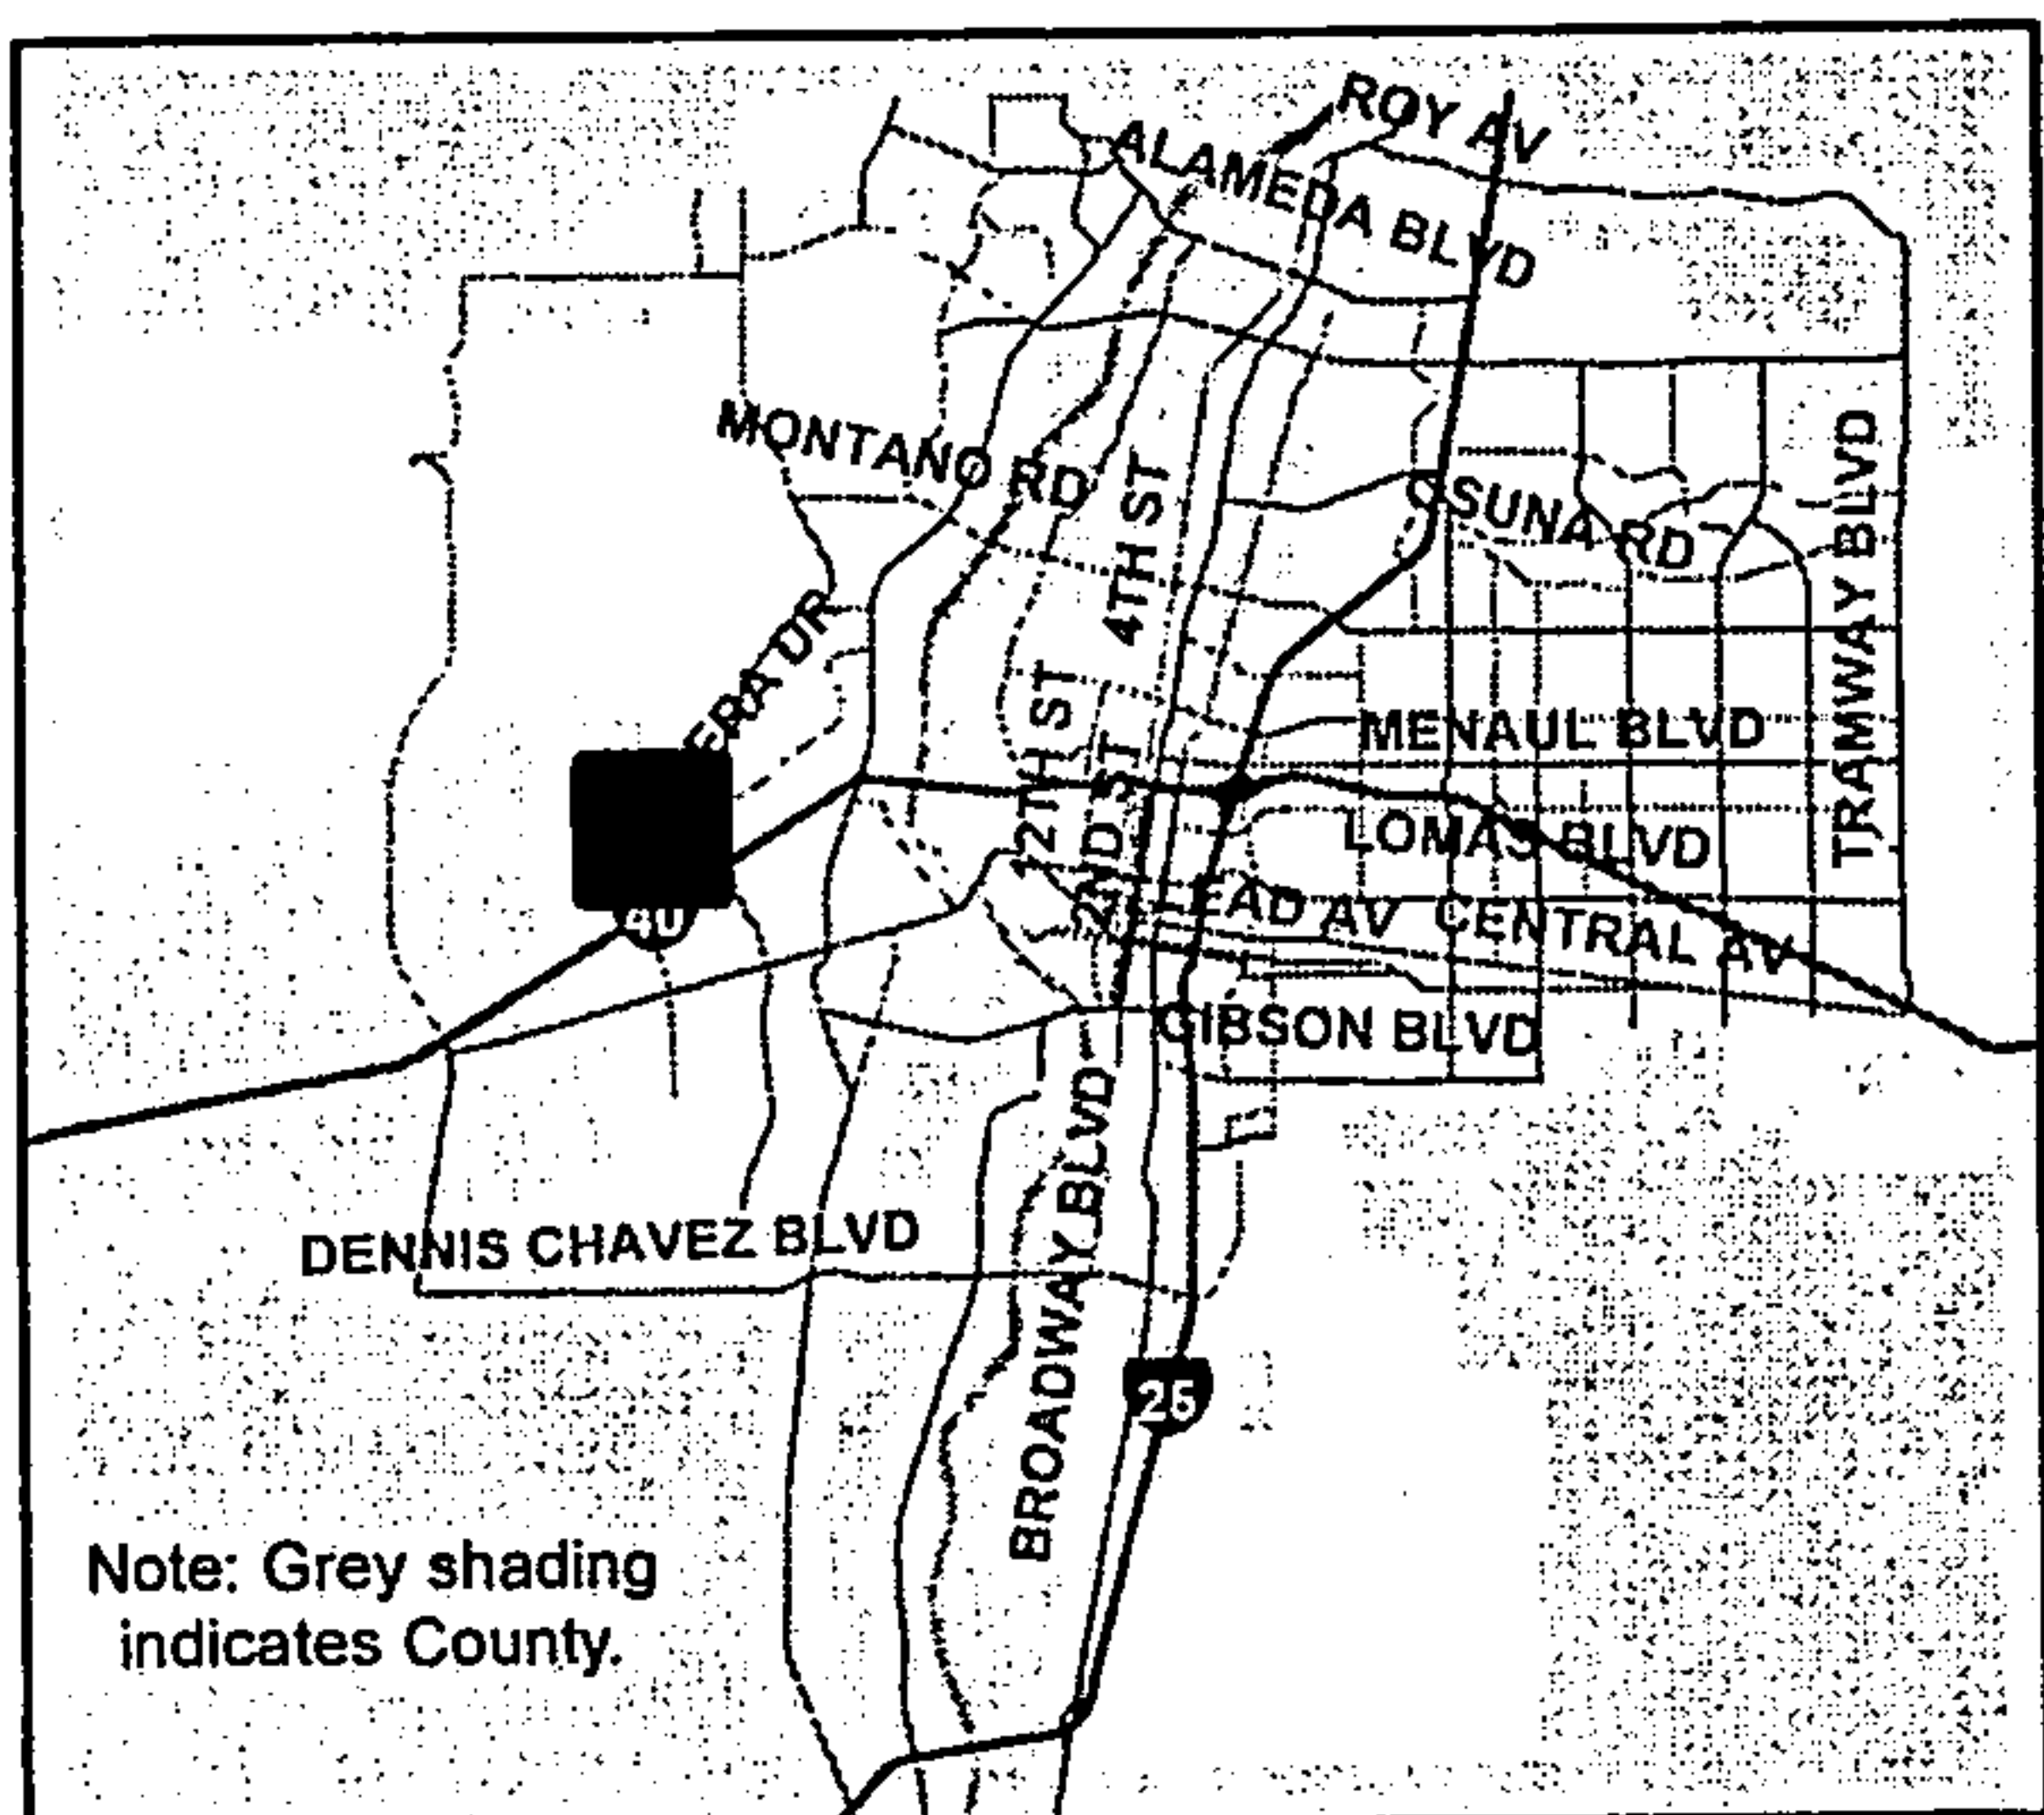 ROY AV
ALAMEDA BLVD
MONTANO RD
OSUNA RD
4TH ST
TRAMWAY BLVD
ERA DR
12TH ST
MENAUL BLVD
2ND ST
LOMAS BLVD
40
LEAD AV
CENTRAL AV
GIBSON BLVD
BROADWAY BLVD
DENNIS CHAVEZ BLVD
25
Note: Grey shading
indicates County.